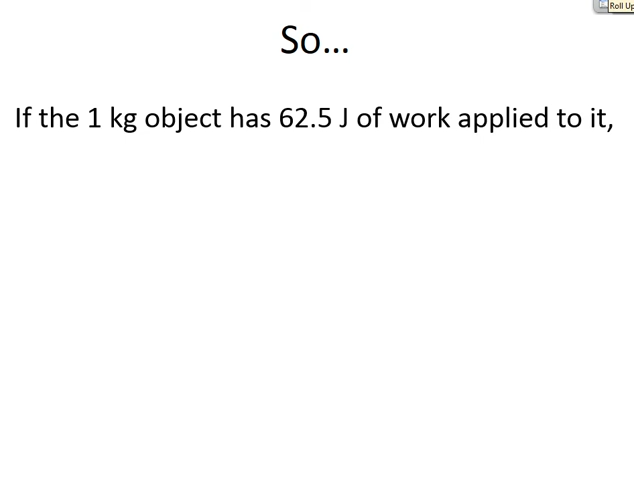 Roll Up
So...
If the 1 kg object has 62.5 J of work applied to it,